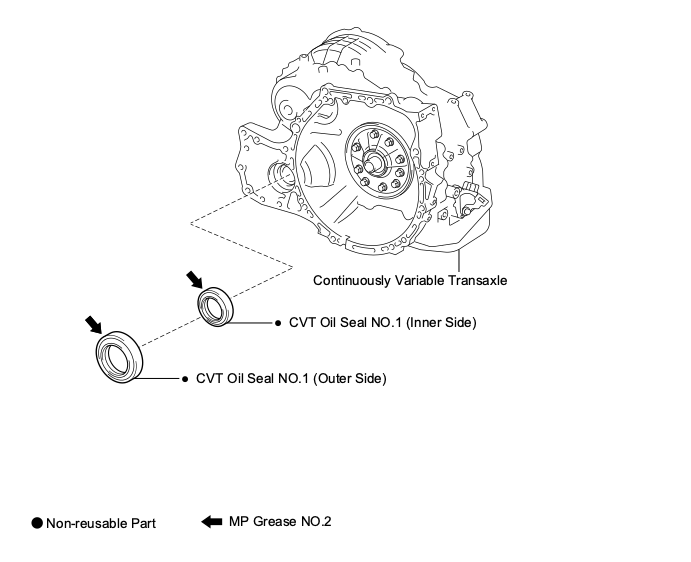 Continuously Variable Transaxle
● CVT Oil Seal NO.1 (Inner Side)
● CVT Oil Seal NO.1 (Outer Side)
● Non-reusable Part
MP Grease NO.2